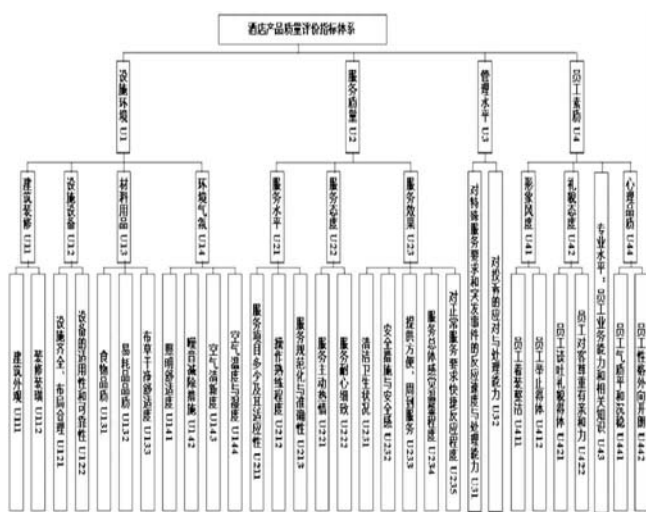 酒店产品质量评价指标体系
设施环境 U1
服务质量 U2
管理水平 U3
员工素质 U4
建筑装修 U11
设施设备 U12
材料用品 U13
环境气氛 U14
服务水平 U21
服务态度 U22
服务效果 U23
对特殊服务要求和突发事件的反应速度与处理能力 U31
对投诉的应对与处理能力 U32
形象风度 U41
礼貌态度 U42
专业水平：员工业务能力和相关知识 U43
心理品质 U44
建筑外观 U111
装修装璜 U112
设施齐全、布局合理 U121
设备的适用性和可靠性 U122
食物品质 U131
易耗品品质 U132
布草干净舒适度 U133
照明舒适度 U141
噪音减除措施 U142
空气清新度 U143
空气温度与湿度 U144
服务项目多少及其适应性 U211
操作熟练程度 U212
服务规范化与准确性 U213
服务主动热情 U221
服务耐心细致 U222
清洁卫生状况 U231
安全措施与安全感 U232
提供方便、周到服务 U233
服务总体感觉温馨程度 U234
对正常服务要求快捷反应程度 U235
员工着装整洁 U411
员工举止得体 U412
员工谈吐礼貌得体 U421
员工对客尊重有亲和力 U422
员工气质平和沉稳 U441
员工性格外向开朗 U442